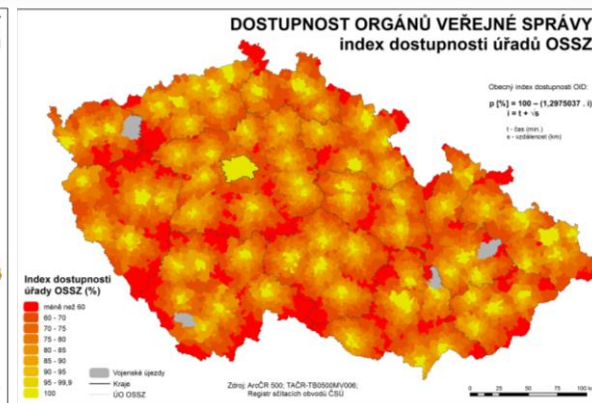 DOSTUPNOST ORGÁNŮ VEŘEJNÉ SPRÁVY
index dostupnosti úřadů OSSZ
Obecný index dostupnosti OID:
p [%] = 100 – (1,2975037 . i)
i = t + √s
t - čas (min.)
s - vzdálenost (km)
Index dostupnosti
úřady OSSZ (%)
méně než 60
60 - 70
70 - 75
75 - 80
80 - 85
85 - 90
90 - 95
95 - 99,9
100
Vojenské újezdy
Kraje
ÚO OSSZ
Zdroj: ArcČR 500; TAČR-TB0500MV006;
Registr sčítacích obvodů ČSÚ
0 25 50 100 km